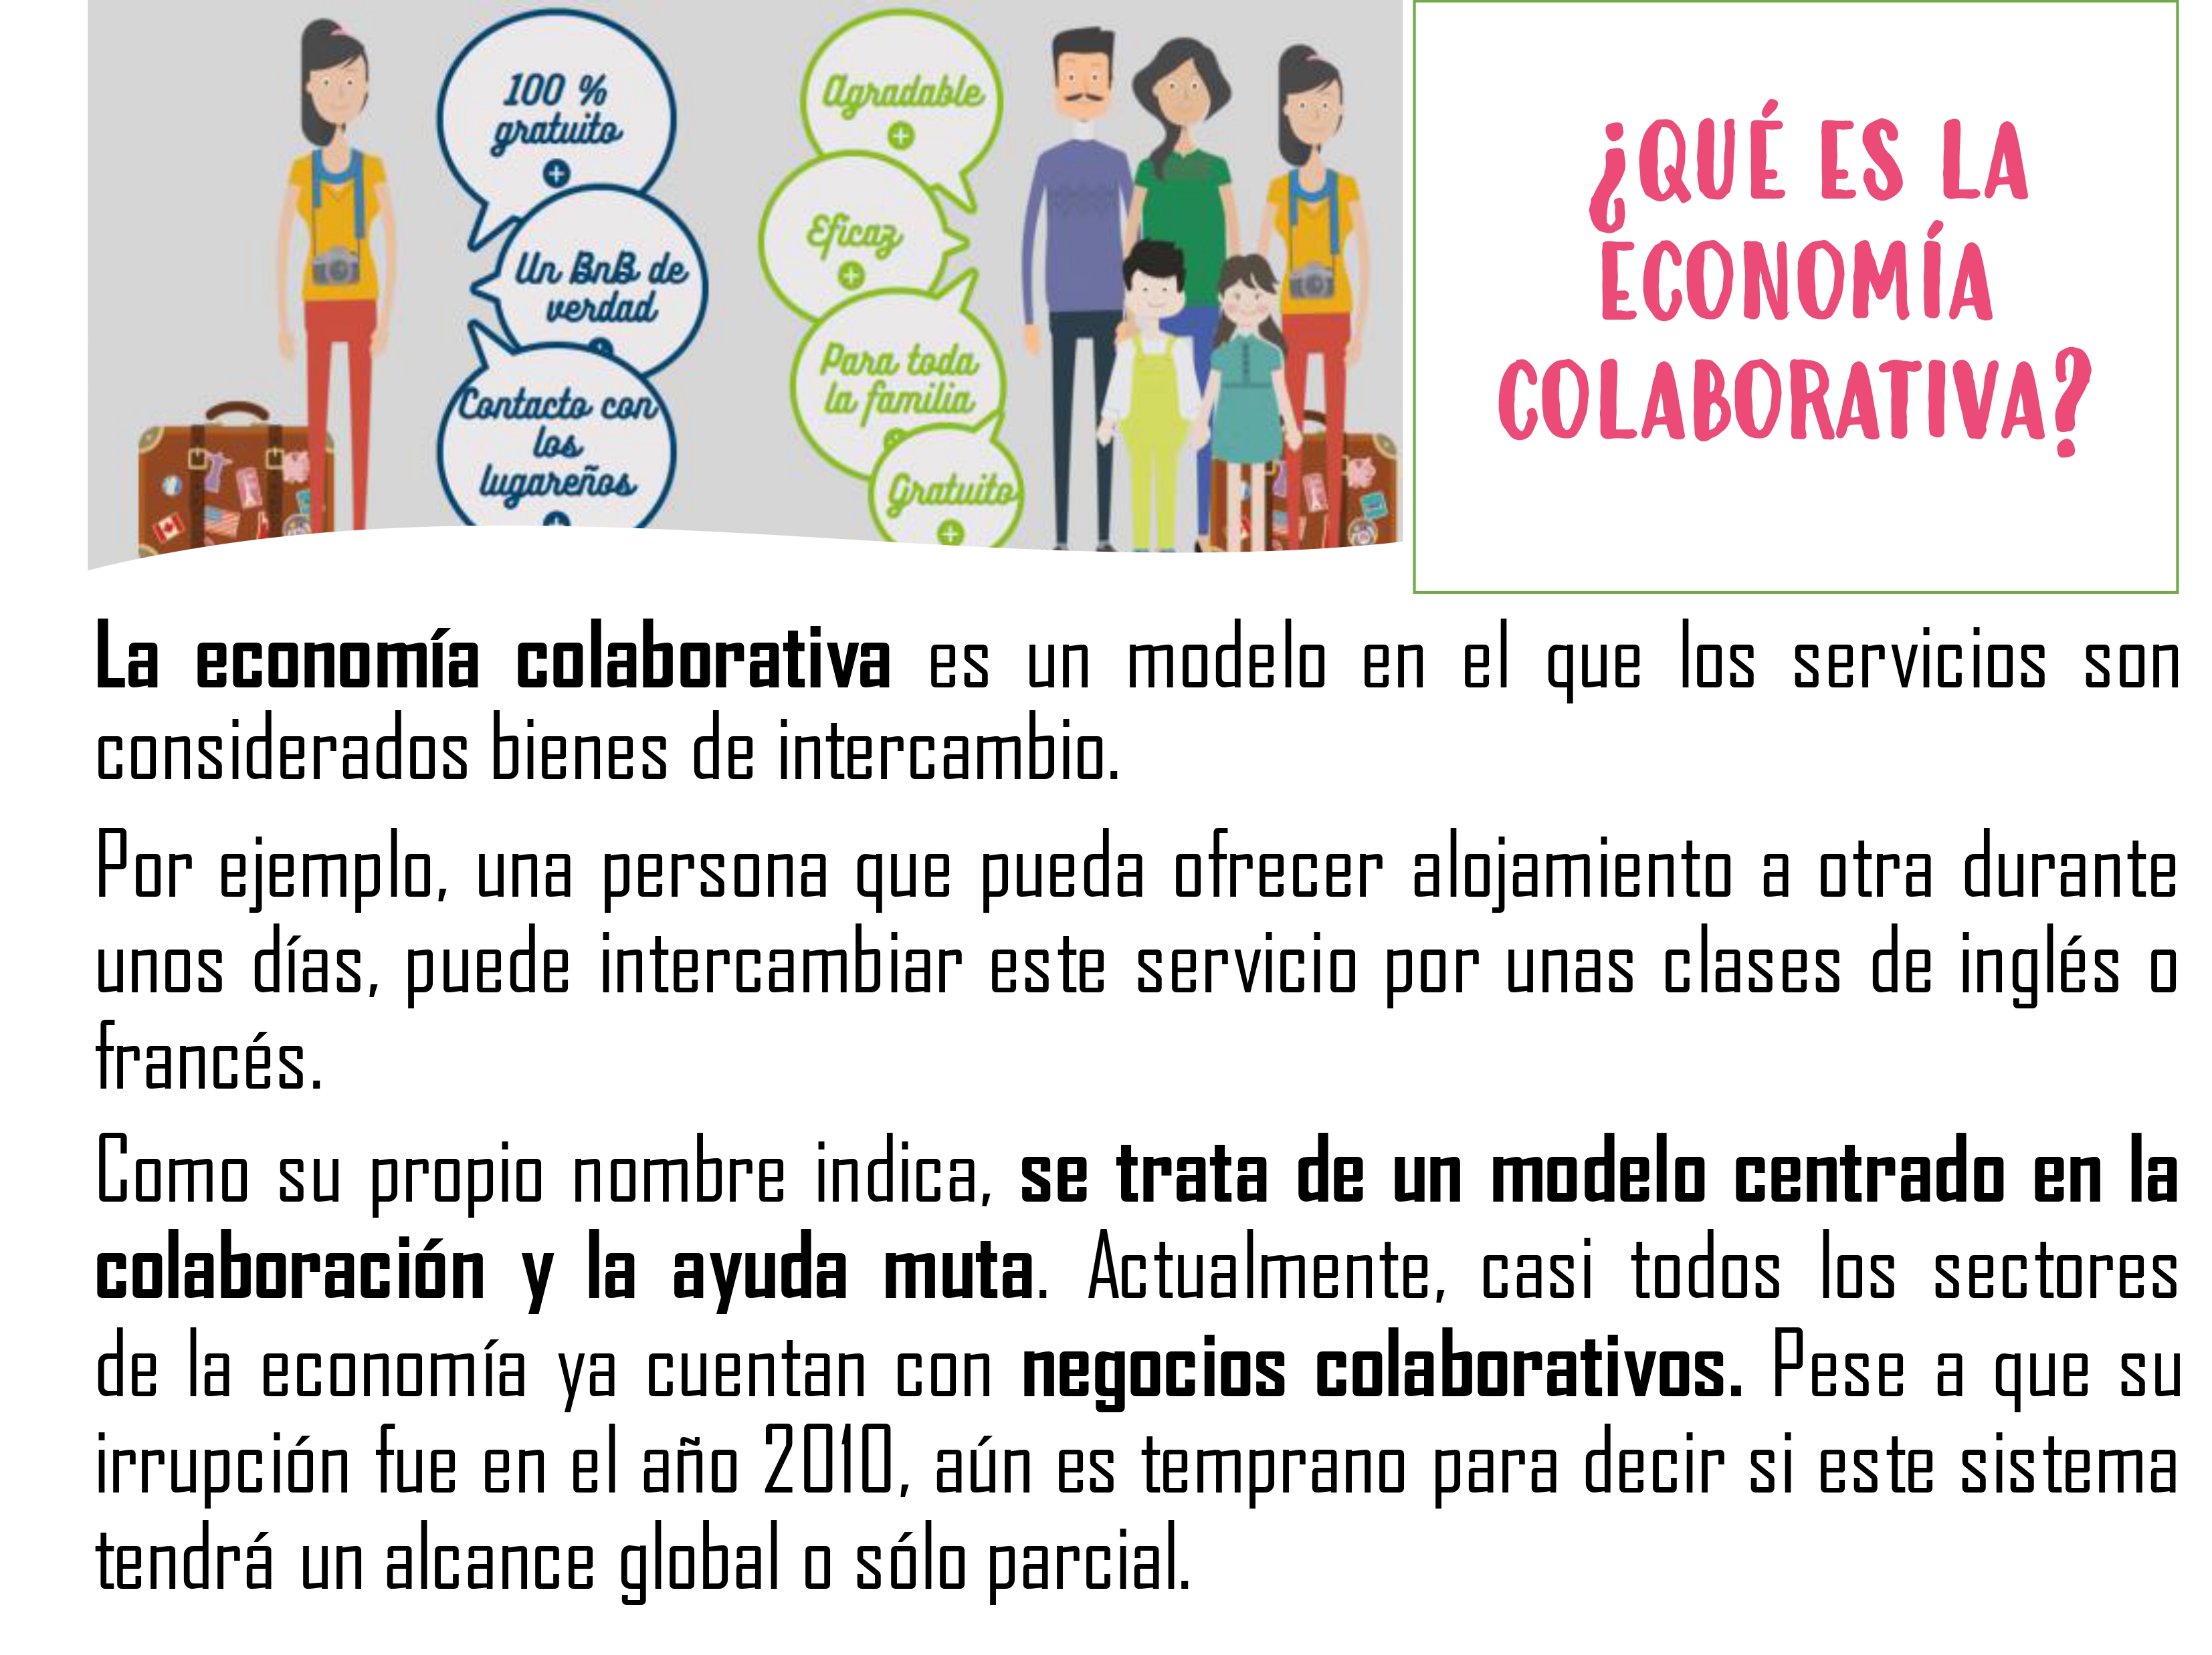 100 %
gratuito
Un BnB de
verdad
Contacto con
los
lugareños
Agradable
Eficaz
Para toda
la familia
Gratuito
¿QUÉ ES LA
ECONOMÍA
COLABORATIVA?
La economía colaborativa es un modelo en el que los servicios son
considerados bienes de intercambio.
Por ejemplo, una persona que pueda ofrecer alojamiento a otra durante
unos días, puede intercambiar este servicio por unas clases de inglés o
francés.
Como su propio nombre indica, se trata de un modelo centrado en la
colaboración y la ayuda muta. Actualmente, casi todos los sectores
de la economía ya cuentan con negocios colaborativos. Pese a que su
irrupción fue en el año 2010, aún es temprano para decir si este sistema
tendrá un alcance global o sólo parcial.